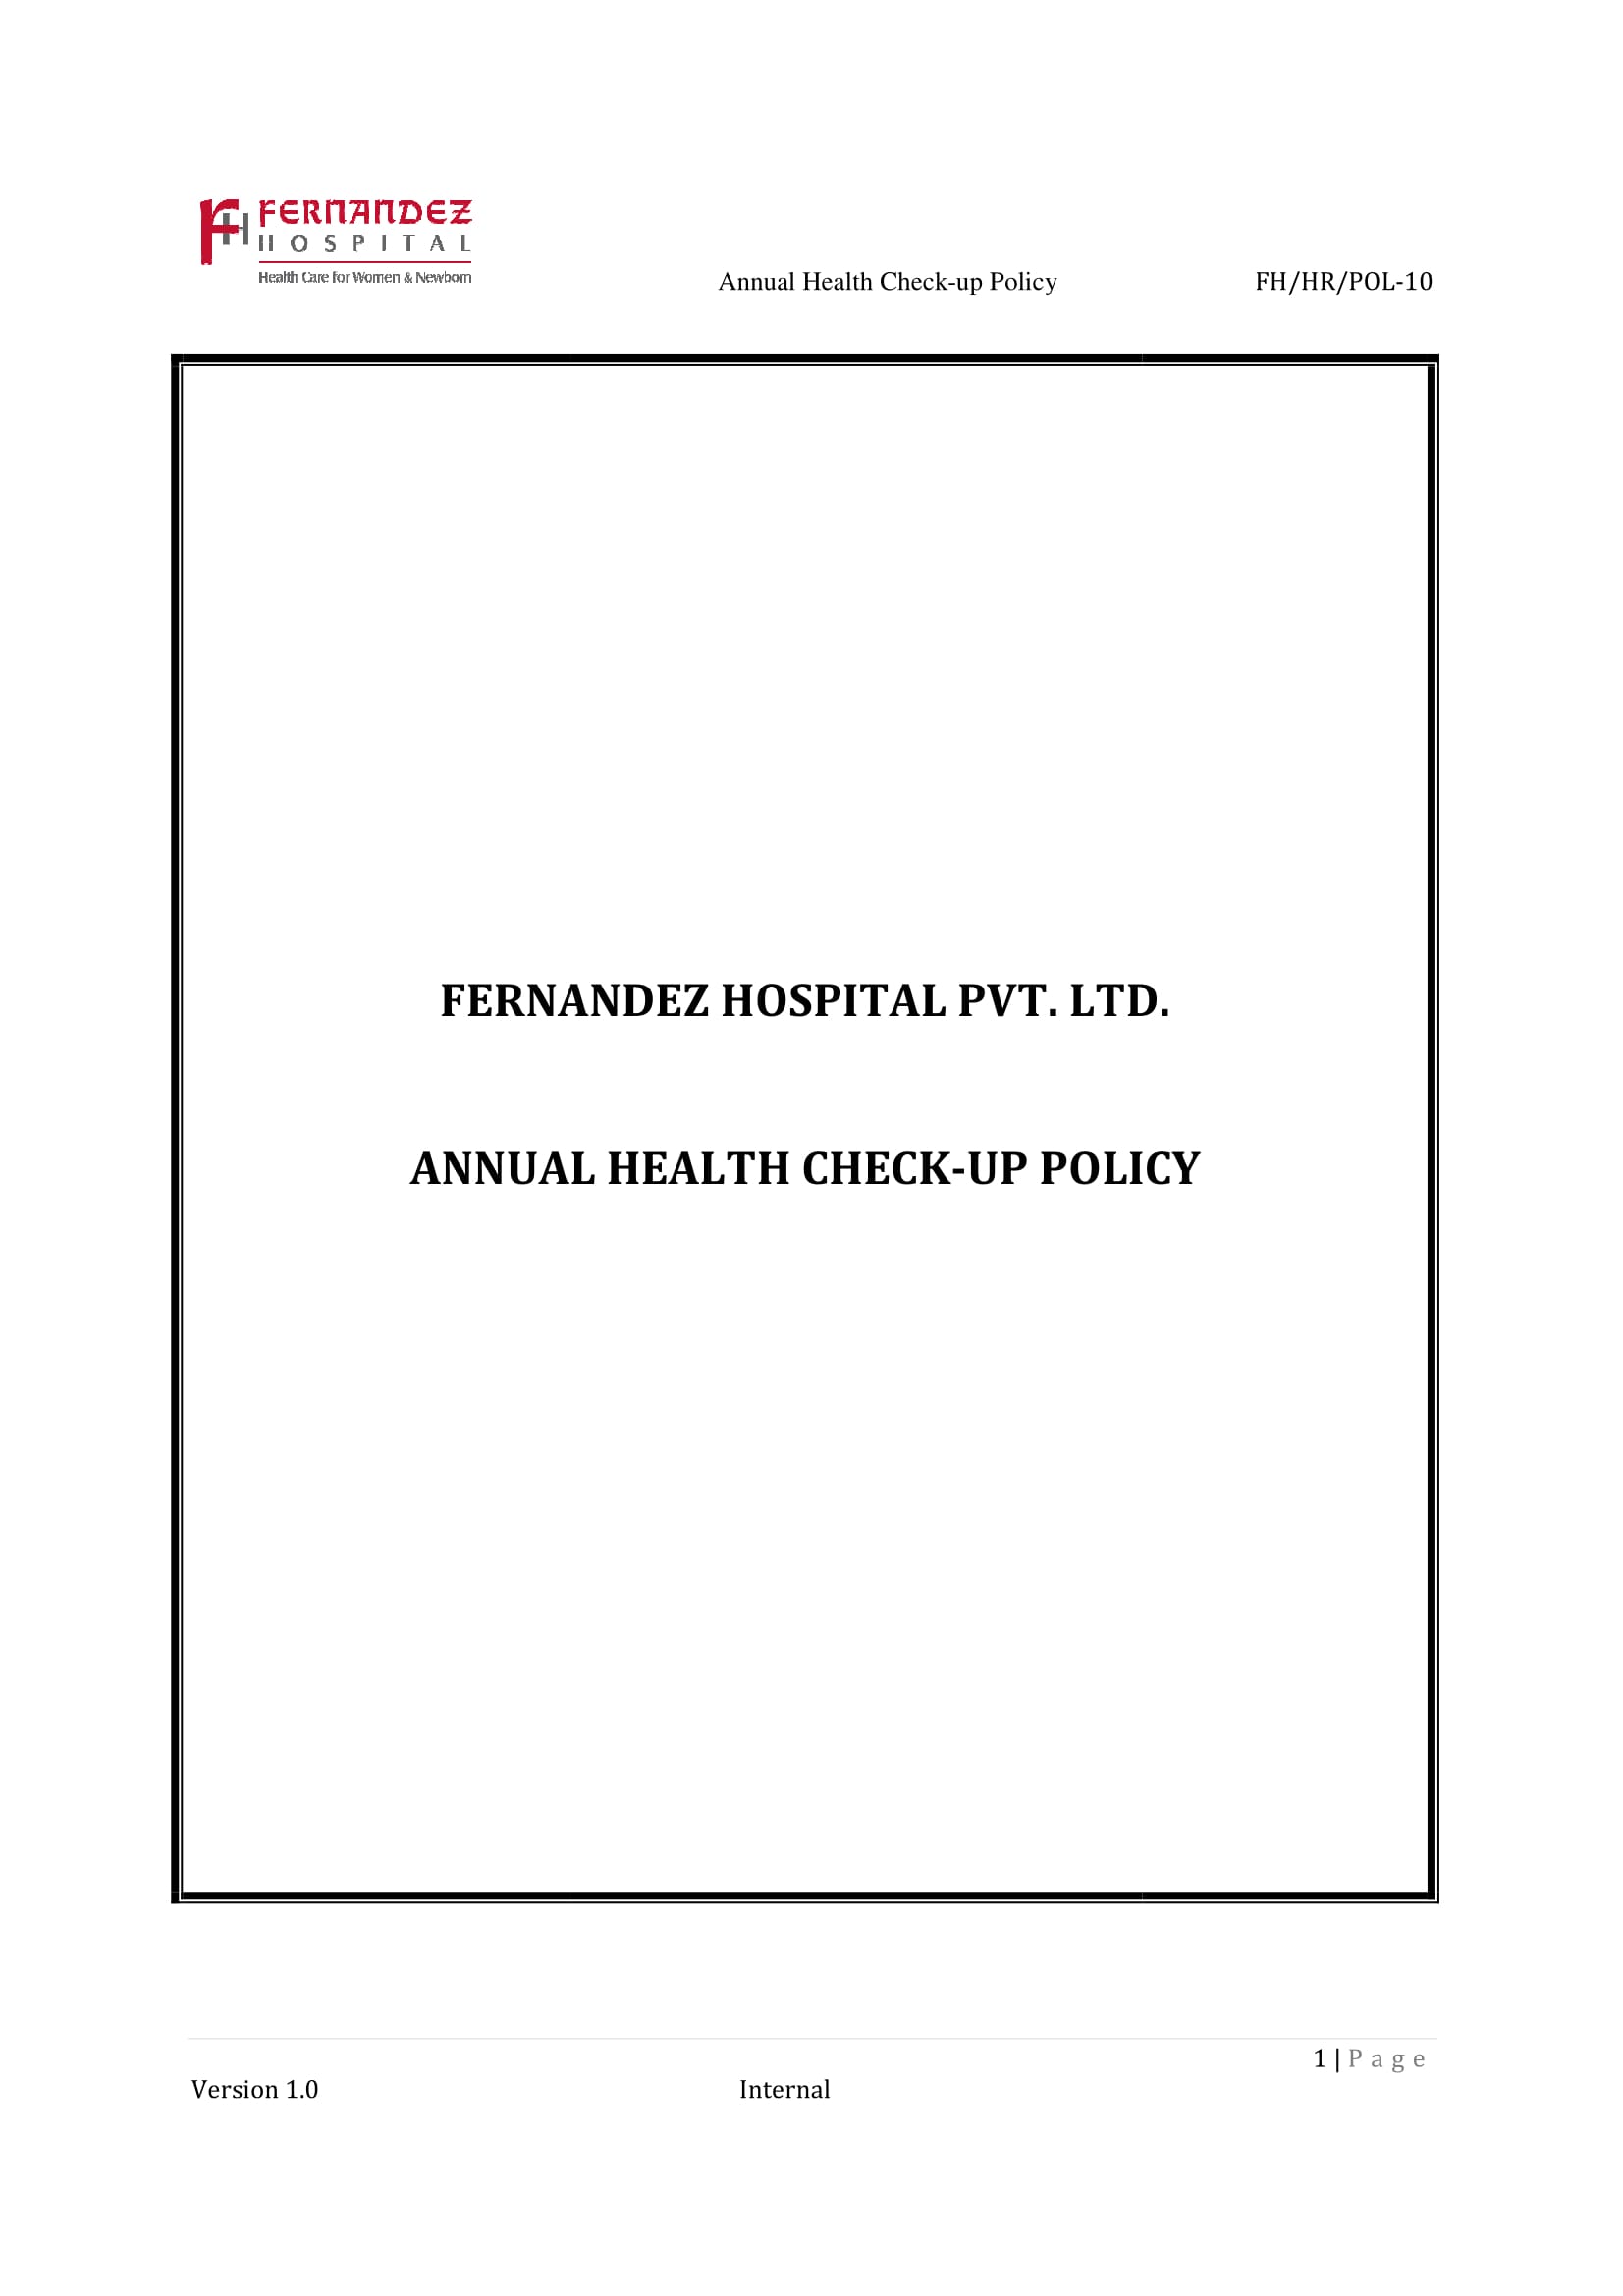 FERNANDEZ
HOSPITAL
Health Care for Women & Newborn
Annual Health Check-up Policy FH/HR/POL-10
FERNANDEZ HOSPITAL PVT. LTD.
ANNUAL HEALTH CHECK-UP POLICY
1 | Page
Version 1.0 Internal